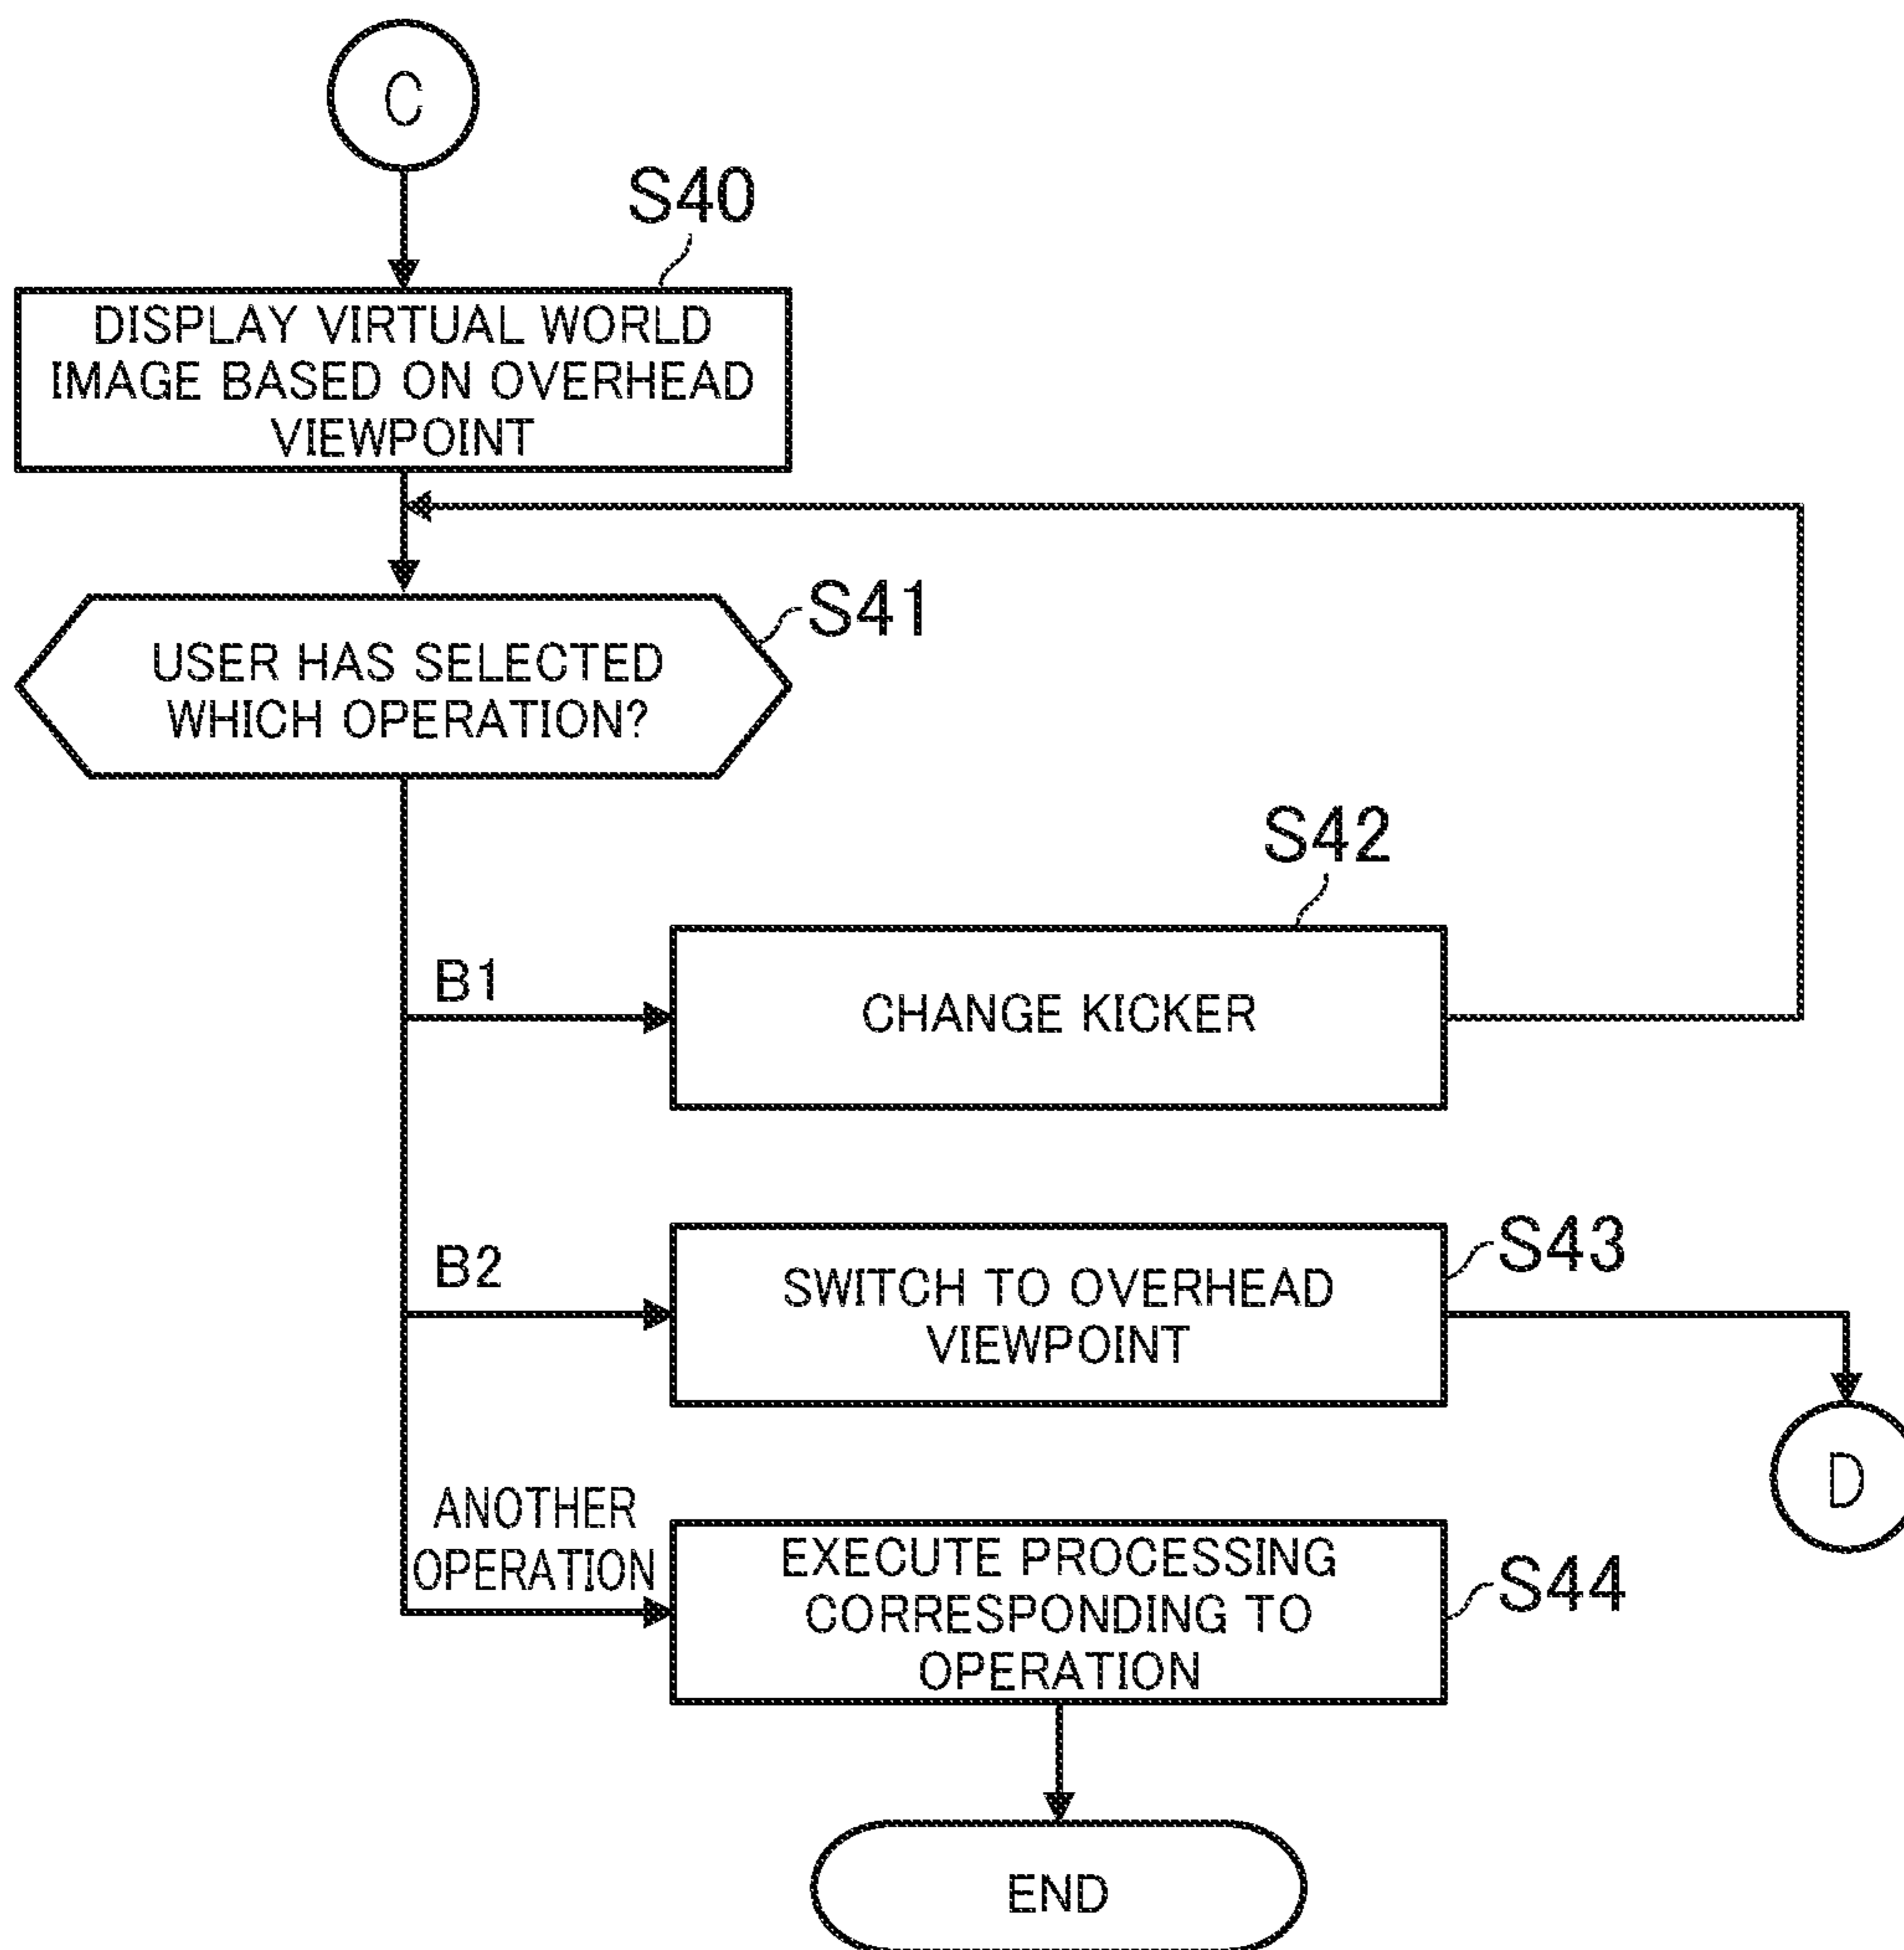 C
S40
DISPLAY VIRTUAL WORLD
IMAGE BASED ON OVERHEAD
VIEWPOINT
S41
USER HAS SELECTED
WHICH OPERATION?
S42
B1
CHANGE KICKER
S43
B2
SWITCH TO OVERHEAD
VIEWPOINT
D
ANOTHER
OPERATION
EXECUTE PROCESSING
CORRESPONDING TO
OPERATION
S44
END